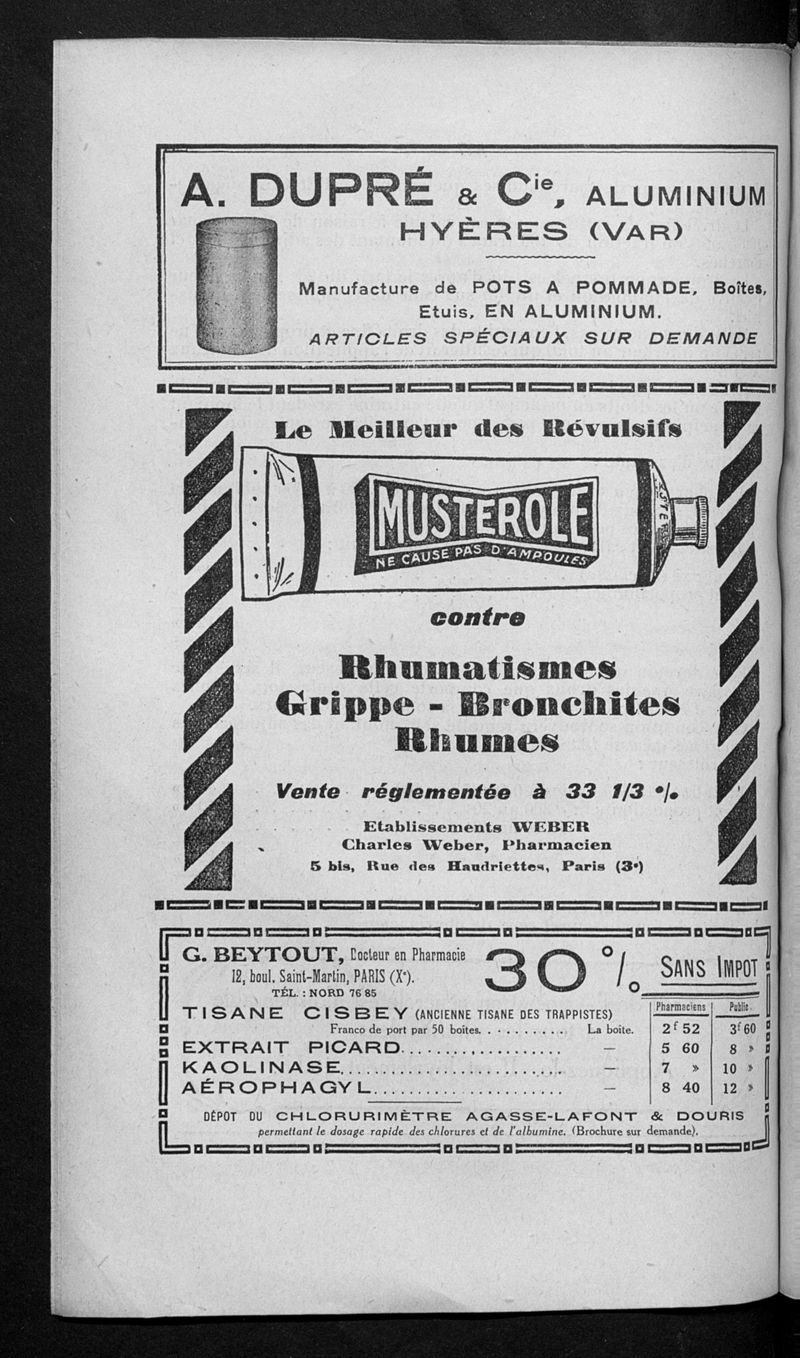 A. DUPRÉ & Cie, ALUMINIUM
HYÈRES (VAR)
Manufacture de POTS A POMMADE, Boîtes,
Etuis, EN ALUMINIUM.
ARTICLES SPÉCIAUX SUR DEMANDE
Le Meilleur des Révulsifs
MUSTEROLE
NE CAUSE PAS D'AMPOULES
contre
Rhumatismes
Grippe - Bronchites
Rhumes
Vente réglementée à 33 1/3 %
Etablissements WEBER
Charles Weber, Pharmacien
5 bis, Rue des Haudriettes, Paris (3e)
G. BEYTOUT, Docteur en Pharmacie
12, boul. Saint-Martin, PARIS (Xe).
TÉL. : NORD 76 85
30 % SANS IMPOT
Pharmaciens Public
TISANE CISBEY (ANCIENNE TISANE DES TRAPPISTES)
Franco de port par 50 boites. . . . . . . . . . La boite. 2f 52 3f 60
EXTRAIT PICARD. . . . . . . . . . . . . . . . . . — 5 60 8 »
KAOLINASE. . . . . . . . . . . . . . . . . . . . . . . . — 7 » 10 »
AÉROPHAGYL. . . . . . . . . . . . . . . . . . . . . — 8 40 12 »
DÉPOT DU CHLORURIMÈTRE AGASSE-LAFONT & DOURIS
permettant le dosage rapide des chlorures et de l'albumine. (Brochure sur demande).